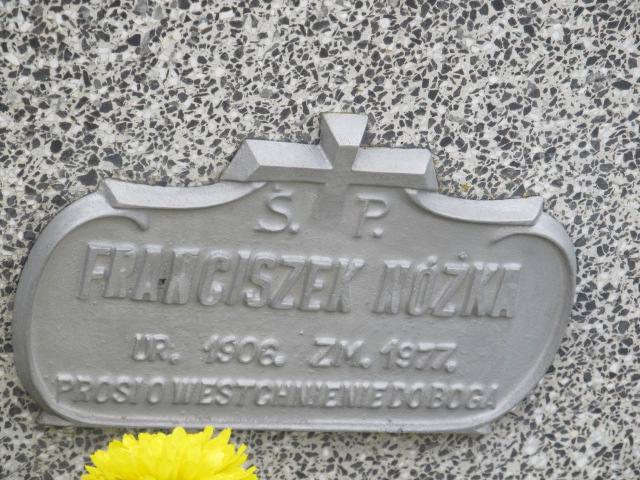 Ś. P.
FRANCISZEK NÓŻKA
UR. 1906. ZM. 1977.
PROSI O WESTCHNIENIE DO BOGA